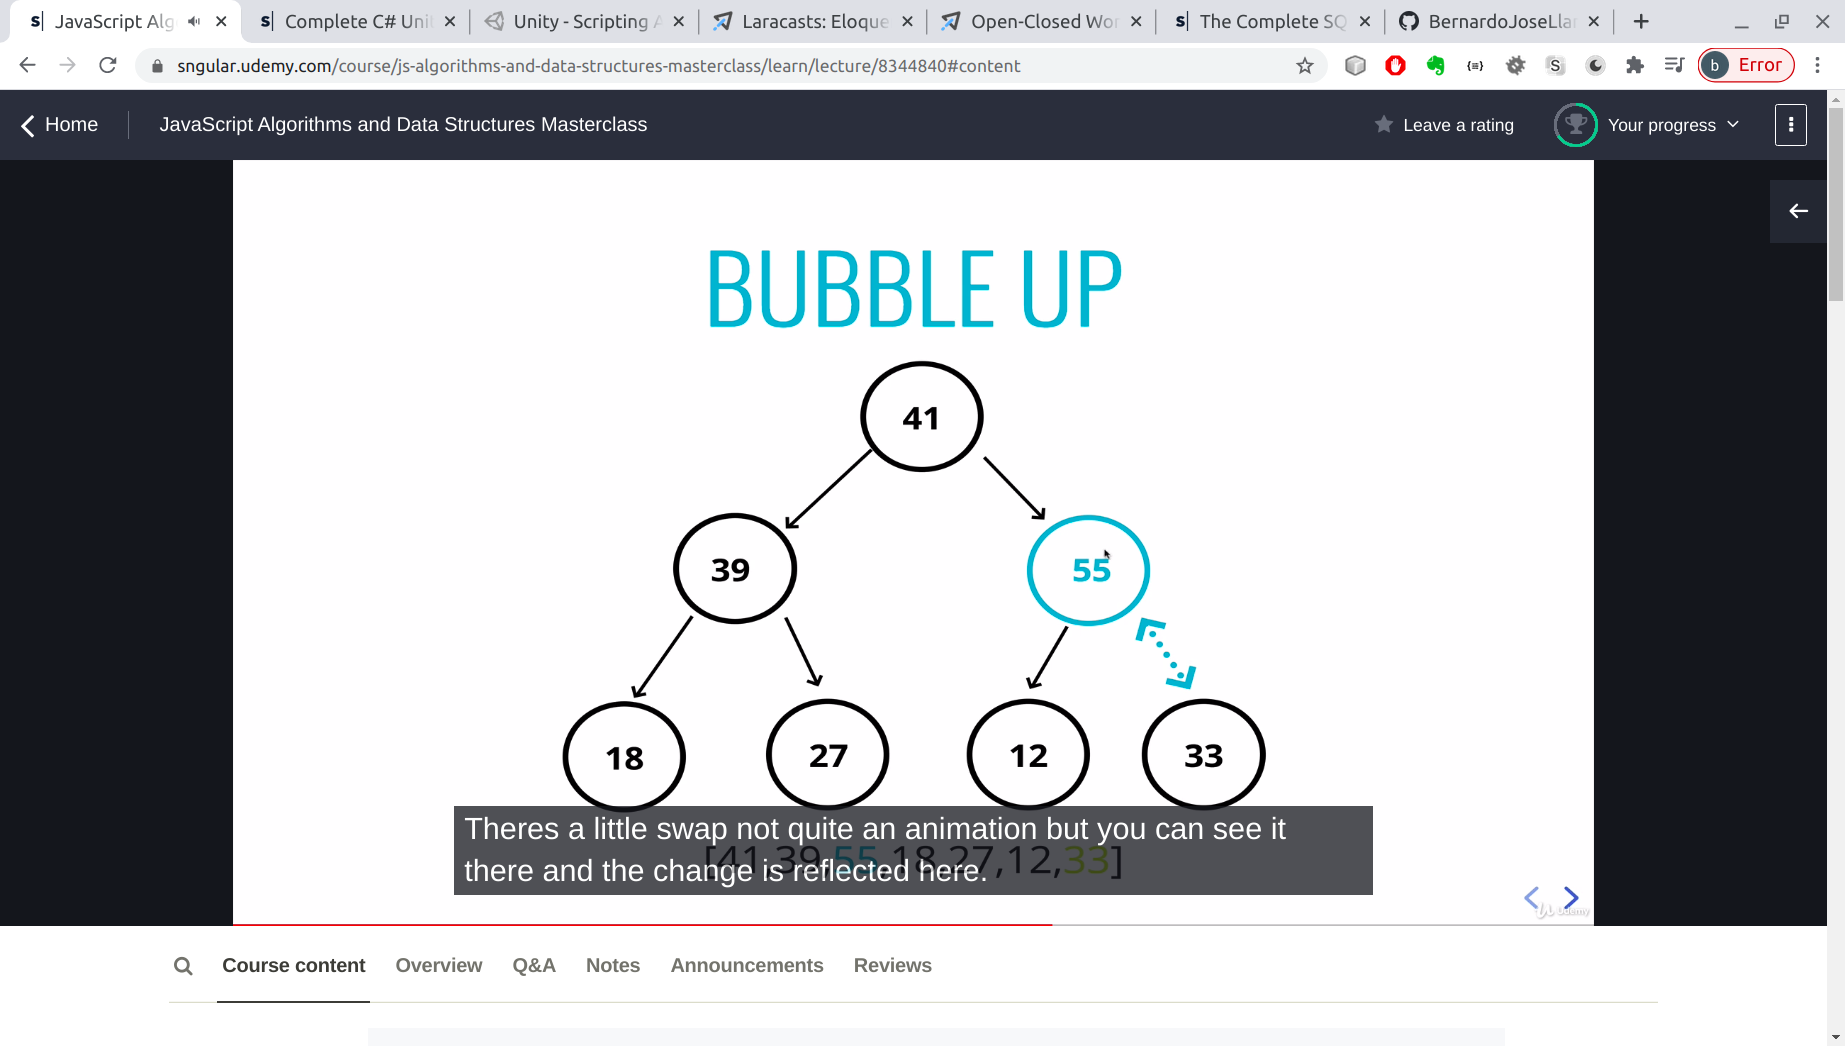 s| JavaScript Alg
s| Complete C# Uni
Unity - Scripting A
Laracasts: Eloque
Open-Closed Wor
s| The Complete SQ
BernardoJoseLlan
sngular.udemy.com/course/js-algorithms-and-data-structures-masterclass/learn/lecture/8344840#content
S
b Error
Home
JavaScript Algorithms and Data Structures Masterclass
Leave a rating
Your progress
BUBBLE UP
41
39
55
18
27
12
33
Theres a little swap not quite an animation but you can see it
there and the change is reflected here.
[41,39,55,18,27,12,33]
Udemy
Course content
Overview
Q&A
Notes
Announcements
Reviews